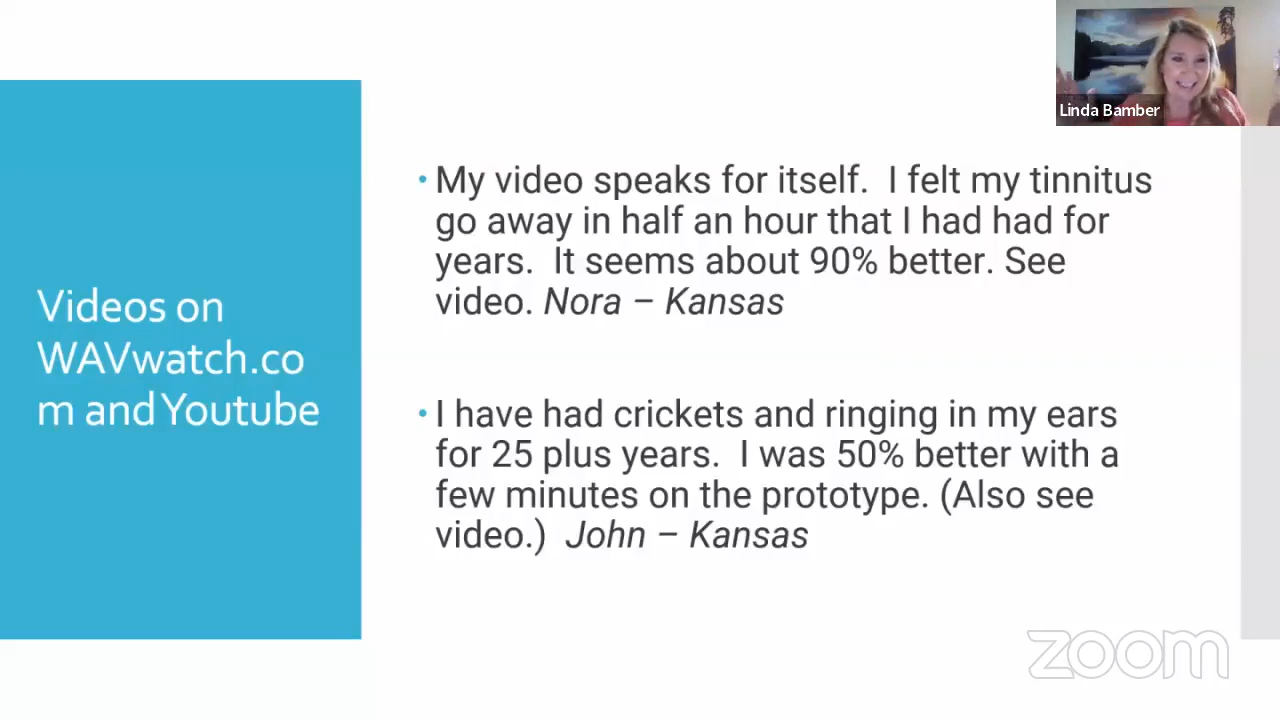 Linda Bamber
Videos on
WAVwatch.co
m and Youtube
• My video speaks for itself.  I felt my tinnitus
go away in half an hour that I had had for
years.  It seems about 90% better. See
video. Nora – Kansas
• I have had crickets and ringing in my ears
for 25 plus years.  I was 50% better with a
few minutes on the prototype. (Also see
video.)  John – Kansas
zoom